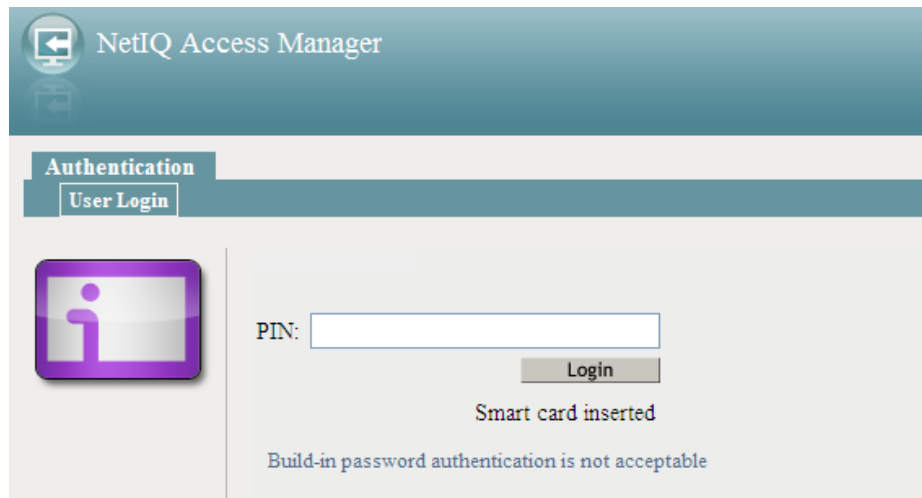 NetIQ Access Manager
Authentication
User Login
PIN:
Login
Smart card inserted
Build-in password authentication is not acceptable